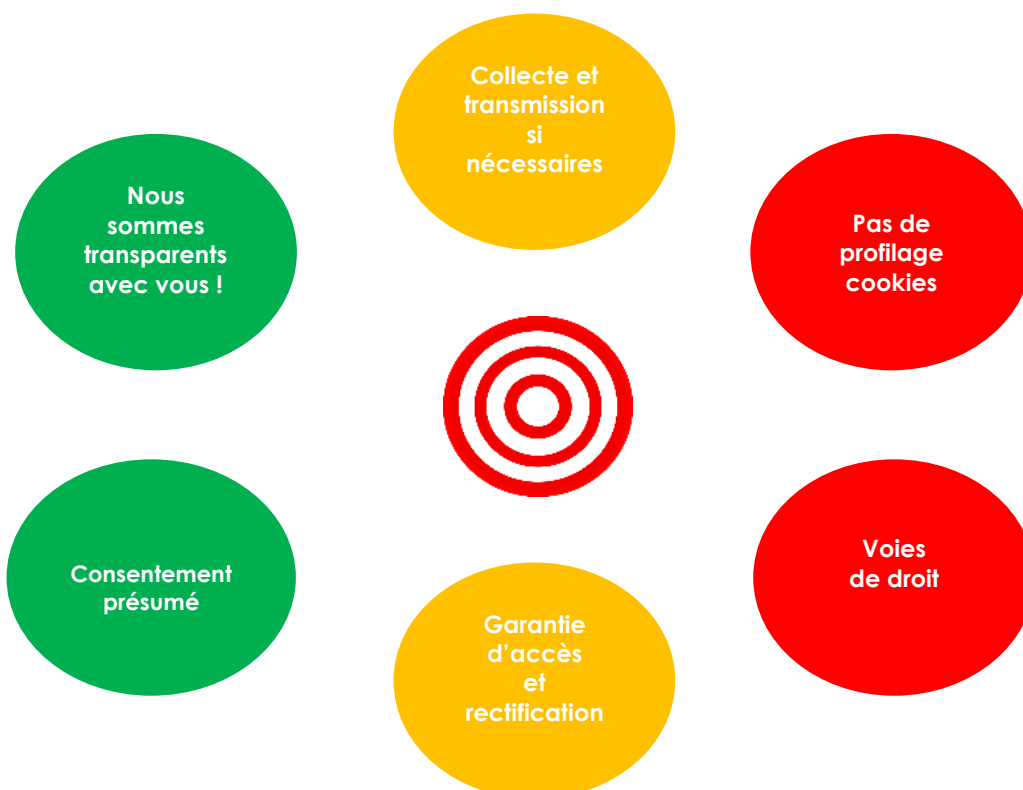 Collecte et
transmission
si
nécessaires
Nous
sommes
transparents
avec vous !
Pas de
profilage
cookies
Consentement
présumé
Voies
de droit
Garantie
d'accès
et
rectification